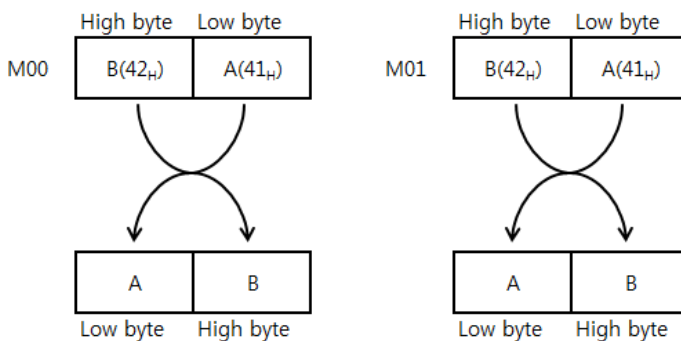 High byte Low byte High byte Low byte
M00 B(42H) A(41H) M01 B(42H) A(41H)
A B A B
Low byte High byte Low byte High byte